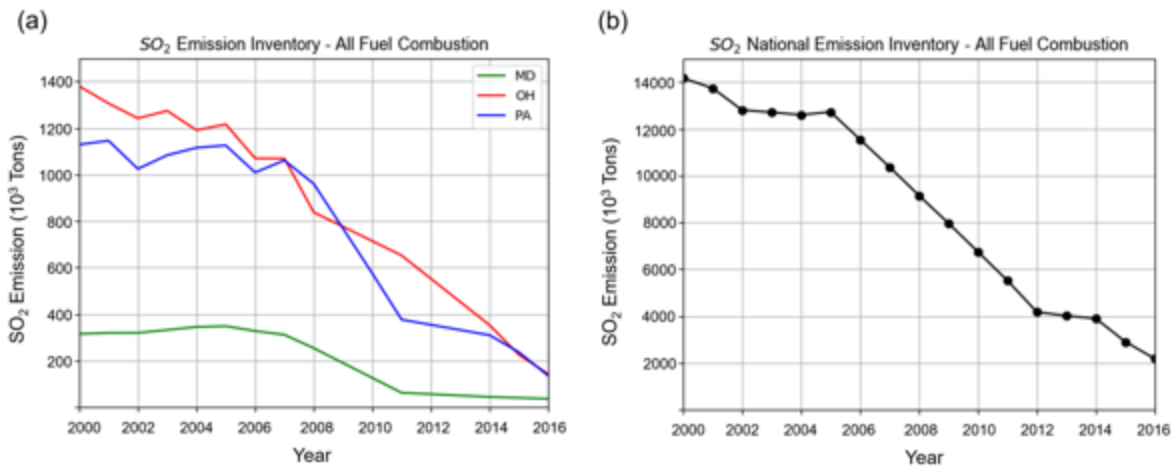 (a)
SO₂ Emission Inventory - All Fuel Combustion
1400
1200
1000
800
600
400
200
SO₂ Emission (10³ Tons)
MD
OH
PA
2000 2002 2004 2006 2008 2010 2012 2014 2016
Year
(b)
SO₂ National Emission Inventory - All Fuel Combustion
14000
12000
14000
8000
6000
4000
2000
SO₂ Emission (10³ Tons)
2000 2002 2004 2006 2008 2010 2012 2014 2016
Year